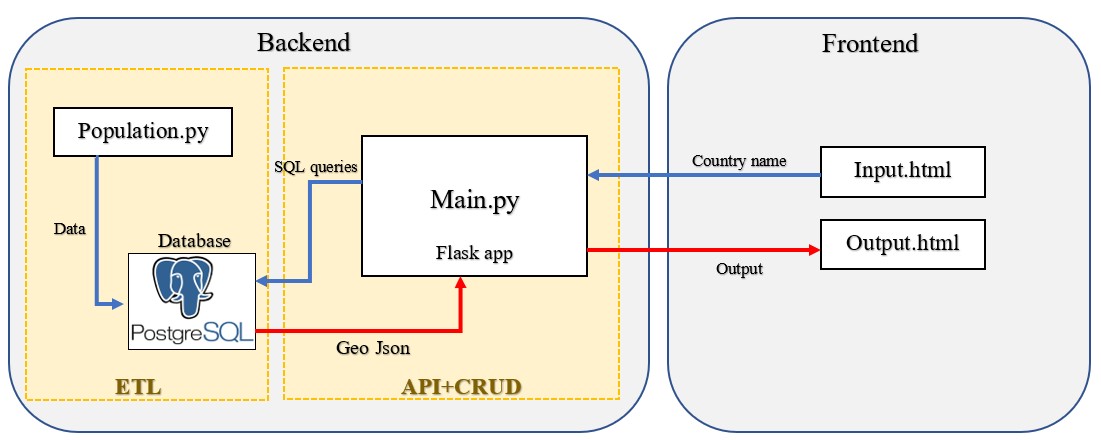 Backend
Frontend
Population.py
SQL queries
Country name
Input.html
Main.py
Data
Database
Flask app
Output.html
Output
PostgreSQL
Geo Json
ETL
API+CRUD